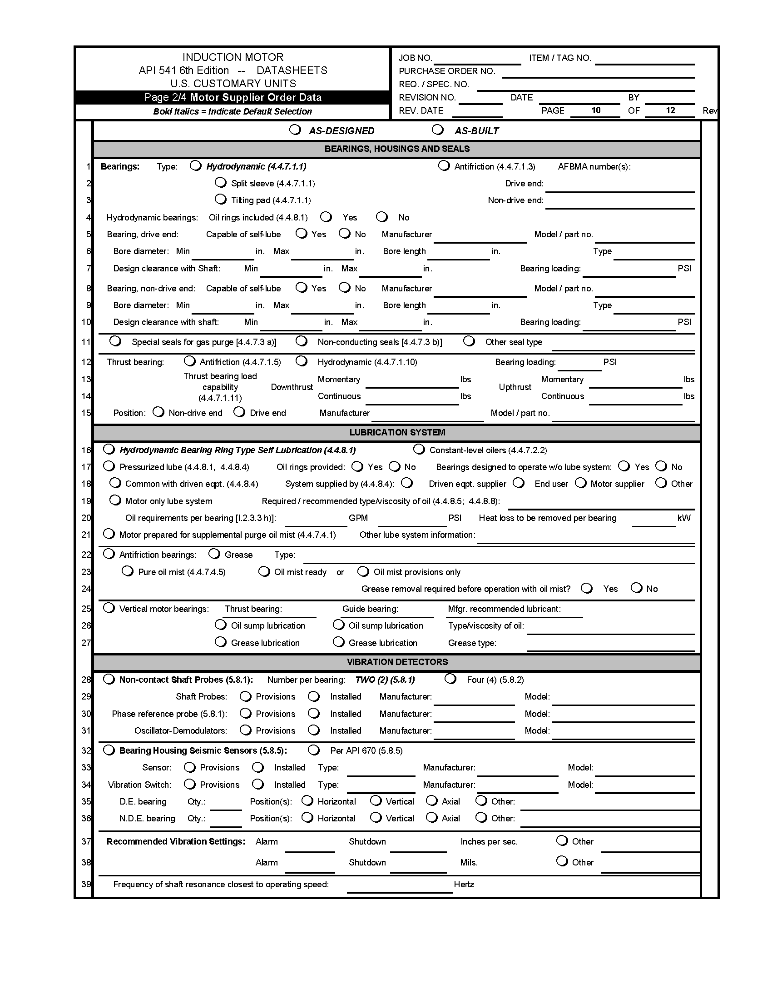 INDUCTION MOTOR
API 541 6th Edition -- DATASHEETS
U.S. CUSTOMARY UNITS
Page 2/4 Motor Supplier Order Data
Bold Italics = Indicate Default Selection
JOB NO. ITEM / TAG NO.
PURCHASE ORDER NO.
REQ. / SPEC. NO.
REVISION NO. DATE BY
REV. DATE PAGE 10 OF 12 Rev
AS-DESIGNED AS-BUILT
BEARINGS, HOUSINGS AND SEALS
1 Bearings: Type: Hydrodynamic (4.4.7.1.1) Antifriction (4.4.7.1.3) AFBMA number(s):
2 Split sleeve (4.4.7.1.1) Drive end:
3 Tilting pad (4.4.7.1.1) Non-drive end:
4 Hydrodynamic bearings: Oil rings included (4.4.8.1) Yes No
5 Bearing, drive end: Capable of self-lube Yes No Manufacturer Model / part no.
6 Bore diameter: Min in. Max in. Bore length in. Type
7 Design clearance with Shaft: Min in. Max in. Bearing loading: PSI
8 Bearing, non-drive end: Capable of self-lube Yes No Manufacturer Model / part no.
9 Bore diameter: Min in. Max in. Bore length in. Type
10 Design clearance with shaft: Min in. Max in. Bearing loading: PSI
11 Special seals for gas purge [4.4.7.3 a)] Non-conducting seals [4.4.7.3 b)] Other seal type
12 Thrust bearing: Antifriction (4.4.7.1.5) Hydrodynamic (4.4.7.1.10) Bearing loading: PSI
13 Thrust bearing load capability (4.4.7.1.11) Downthrust Momentary lbs Upthrust Momentary lbs
14 Continuous lbs Continuous lbs
15 Position: Non-drive end Drive end Manufacturer Model / part no.
LUBRICATION SYSTEM
16 Hydrodynamic Bearing Ring Type Self Lubrication (4.4.8.1) Constant-level oilers (4.4.7.2.2)
17 Pressurized lube (4.4.8.1, 4.4.8.4) Oil rings provided: Yes No Bearings designed to operate w/o lube system: Yes No
18 Common with driven eqpt. (4.4.8.4) System supplied by (4.4.8.4): Driven eqpt. supplier End user Motor supplier Other
19 Motor only lube system Required / recommended type/viscosity of oil (4.4.8.5; 4.4.8.8):
20 Oil requirements per bearing [I.2.3.3 h)]: GPM PSI Heat loss to be removed per bearing kW
21 Motor prepared for supplemental purge oil mist (4.4.7.4.1) Other lube system information:
22 Antifriction bearings: Grease Type:
23 Pure oil mist (4.4.7.4.5) Oil mist ready or Oil mist provisions only
24 Grease removal required before operation with oil mist? Yes No
25 Vertical motor bearings: Thrust bearing: Guide bearing: Mfgr. recommended lubricant:
26 Oil sump lubrication Oil sump lubrication Type/viscosity of oil:
27 Grease lubrication Grease lubrication Grease type:
VIBRATION DETECTORS
28 Non-contact Shaft Probes (5.8.1): Number per bearing: TWO (2) (5.8.1) Four (4) (5.8.2)
29 Shaft Probes: Provisions Installed Manufacturer: Model:
30 Phase reference probe (5.8.1): Provisions Installed Manufacturer: Model:
31 Oscillator-Demodulators: Provisions Installed Manufacturer: Model:
32 Bearing Housing Seismic Sensors (5.8.5): Per API 670 (5.8.5)
33 Sensor: Provisions Installed Type: Manufacturer: Model:
34 Vibration Switch: Provisions Installed Type: Manufacturer: Model:
35 D.E. bearing Qty.: Position(s): Horizontal Vertical Axial Other:
36 N.D.E. bearing Qty.: Position(s): Horizontal Vertical Axial Other:
37 Recommended Vibration Settings: Alarm Shutdown Inches per sec. Other
38 Alarm Shutdown Mils. Other
39 Frequency of shaft resonance closest to operating speed: Hertz